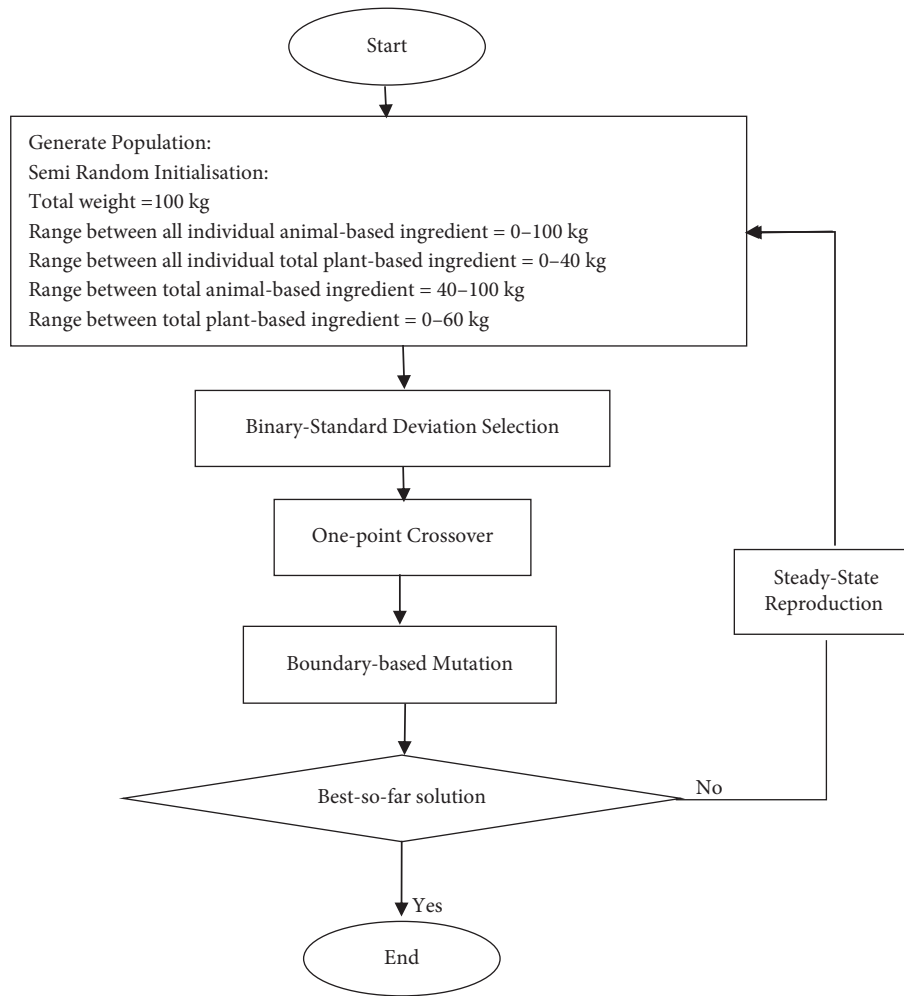 Start
Generate Population:
Semi Random Initialisation:
Total weight =100 kg
Range between all individual animal-based ingredient = 0–100 kg
Range between all individual total plant-based ingredient = 0–40 kg
Range between total animal-based ingredient = 40–100 kg
Range between total plant-based ingredient = 0–60 kg
Binary-Standard Deviation Selection
One-point Crossover
Steady-State
Reproduction
Boundary-based Mutation
Best-so-far solution
No
Yes
End